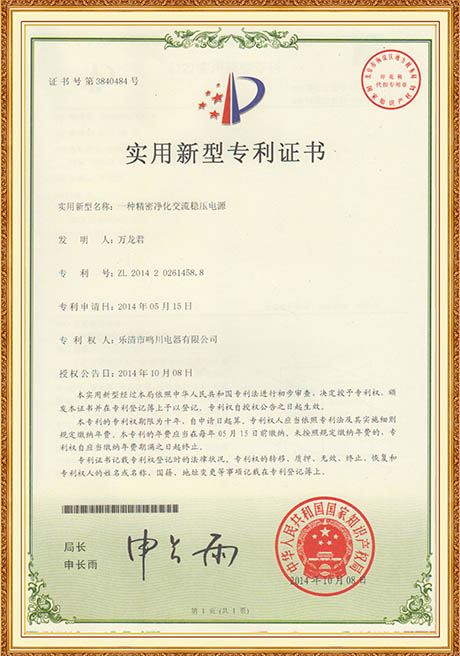 证书号第3840484号
实用新型专利证书
实用新型名称：一种精密净化交流稳压电源
发明人：万龙君
专利号：ZL 2014 2 0261458.8
专利申请日：2014年05月15日
专利权人：乐清市鸣川电器有限公司
授权公告日：2014年10月08日
本实用新型经过本局依照中华人民共和国专利法进行初步审查，决定授予专利权，颁
发本证书并在专利登记簿上予以登记。专利权自授权公告之日起生效。
本专利的专利权期限为十年，自申请日起算。专利权人应当依照专利法及其实施细则
规定缴纳年费。本专利的年费应当在每年05月15日前缴纳。未按照规定缴纳年费的，专
利权自应当缴纳年费期满之日起终止。
专利证书记载专利权登记时的法律状况。专利权的转移、质押、无效、终止、恢复和
专利权人的姓名或名称、国籍、地址变更等事项记载在专利登记簿上。
局长
申长雨
申长雨
中华人民共和国国家知识产权局
2014年10月08日
第1页(共1页)